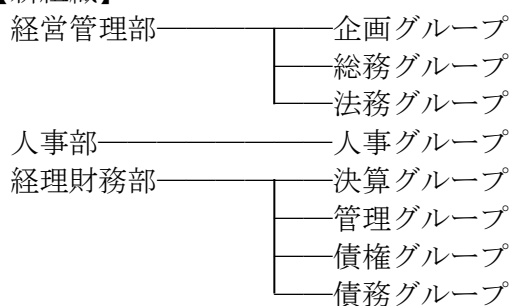 経営管理部 企画グループ
総務グループ
法務グループ
人事部 人事グループ
経理財務部 決算グループ
管理グループ
債権グループ
債務グループ